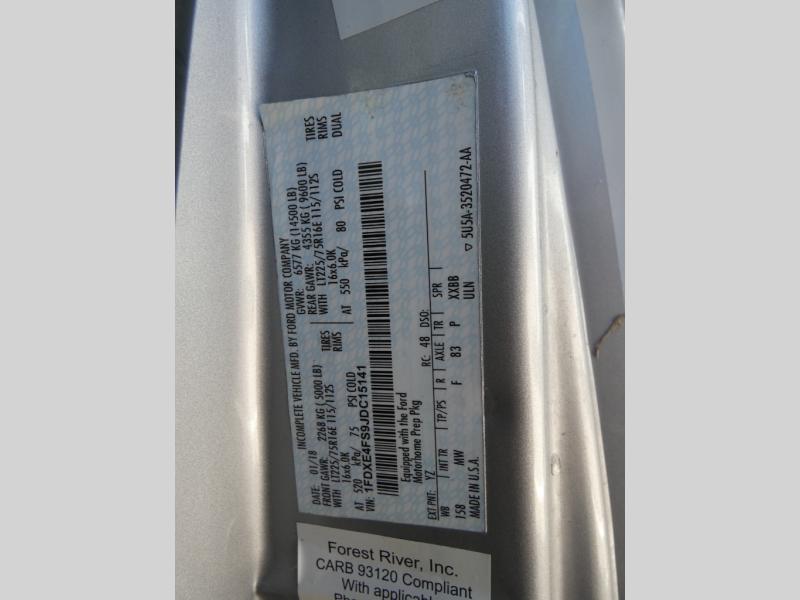 INCOMPLETE VEHICLE MFD. BY FORD MOTOR COMPANY
DATE: 01/18 GVWR: 6577 KG (14500 LB)
FRONT GAWR: 2268 KG (5000 LB) REAR GAWR: 4355 KG (9600 LB)
WITH LT225/75R16E 115/112S TIRES WITH LT225/75R16E 115/112S TIRES
16x6.0K RIMS 16x6.0K RIMS
AT 520 kPa/ 75 PSI COLD AT 550 kPa/ 80 PSI COLD DUAL
VIN: 1FDXE4FS9JDC15141
Equipped with the Ford
Motorhome Prep Pkg
EXT PNT: YZ RC: 48 DSO:
WB INT TR TP/PS R AXLE TR SPR
158 MW F 83 P XXBB
MADE IN U.S.A. ULN
▽ 5U5A-3520472-AA
Forest River, Inc.
CARB 93120 Compliant
With applicabl